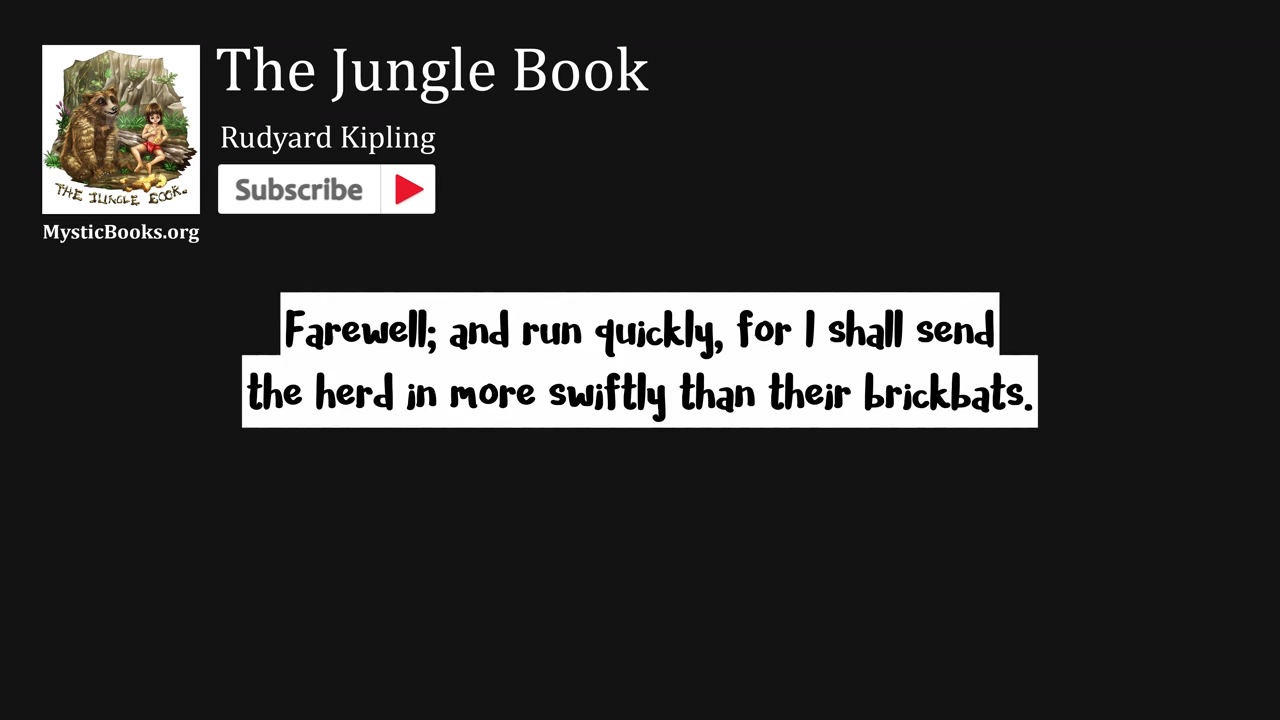 The Jungle Book
Rudyard Kipling
Subscribe
THE JUNGLE BOOK.
MysticBooks.org
Farewell; and run quickly, for I shall send
the herd in more swiftly than their brickbats.